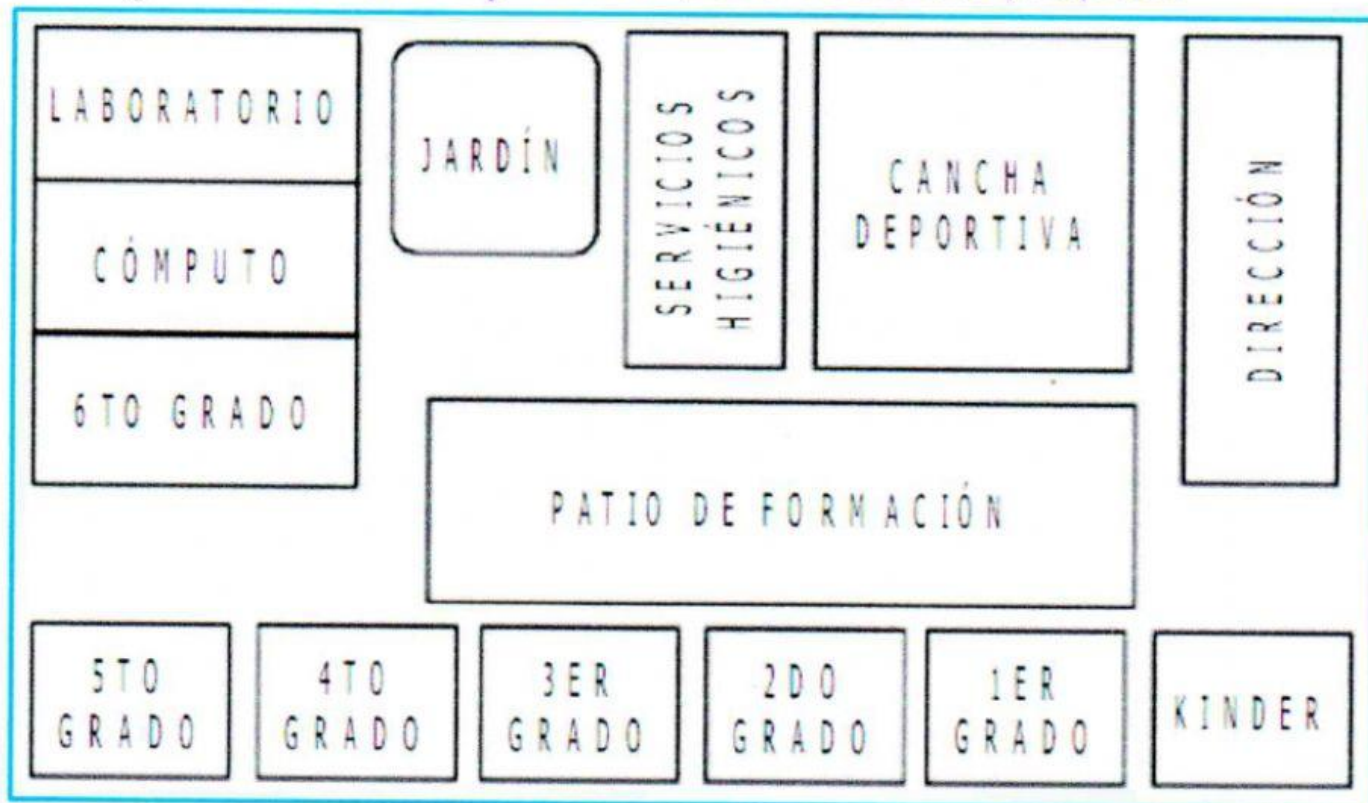 LABORATORIO
JARDÍN
SERVICIOS
HIGIÉNICOS
CANCHA
DEPORTIVA
DIRECCIÓN
CÓMPUTO
6TO GRADO
PATIO DE FORMACIÓN
5TO
GRADO
4TO
GRADO
3ER
GRADO
2DO
GRADO
1ER
GRADO
KINDER